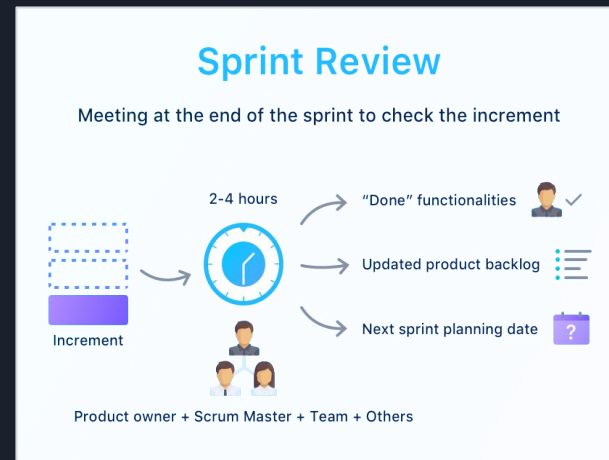 Sprint Review
Meeting at the end of the sprint to check the increment
2-4 hours
“Done” functionalities
Updated product backlog
Next sprint planning date
?
Increment
Product owner + Scrum Master + Team + Others